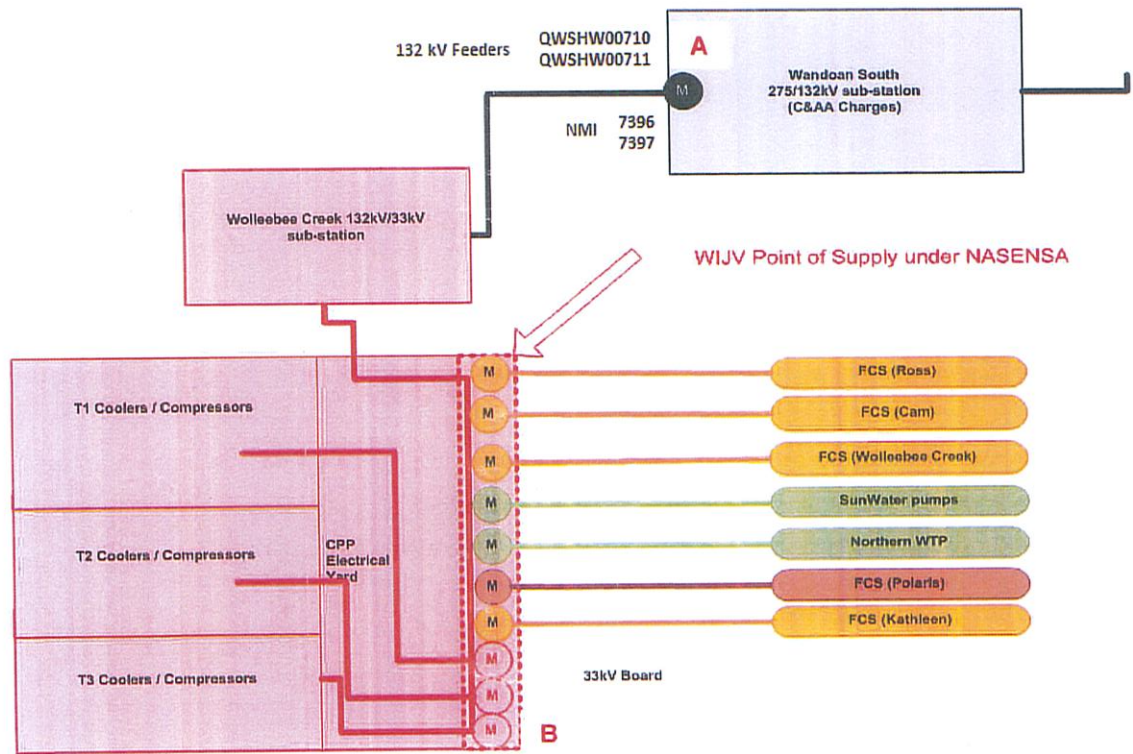 132 kV Feeders
QWSHW00710
QWSHW00711
A
M
Wandoan South
275/132kV sub-station
(C&AA Charges)
NMI
7396
7397
Wolleebee Creek 132kV/33kV
sub-station
WIJV Point of Supply under NASENSA
T1 Coolers / Compressors
T2 Coolers / Compressors
T3 Coolers / Compressors
CPP
Electrical
Yard
M
FCS (Ross)
M
FCS (Cam)
M
FCS (Wolleebee Creek)
M
SunWater pumps
M
Northern WTP
M
FCS (Polaris)
M
FCS (Kathleen)
M
M
M
33kV Board
B